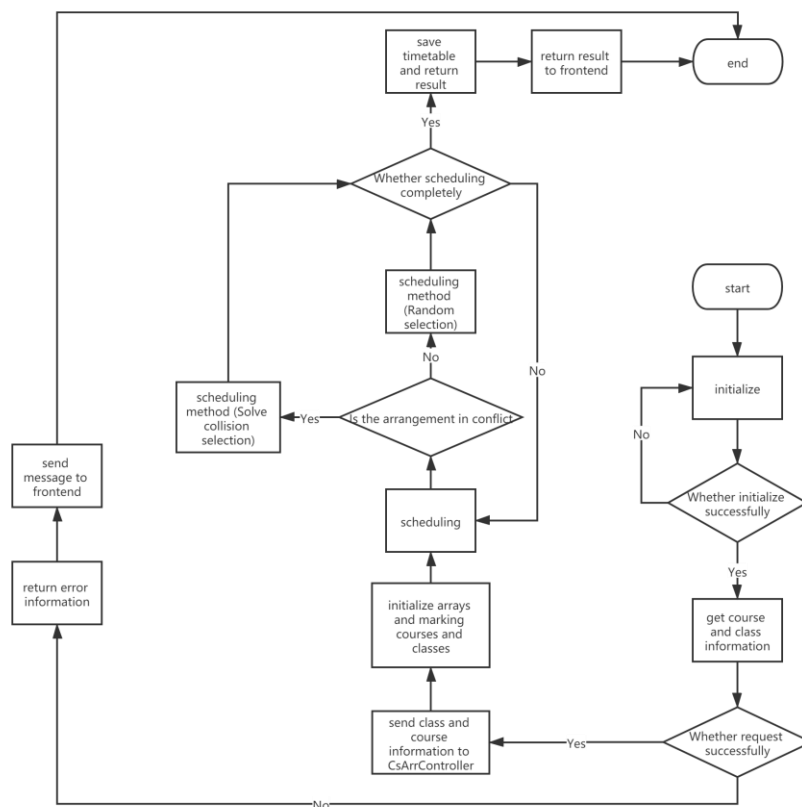 save
timetable
and return
result
return result
to frontend
end
Yes
Whether scheduling
completely
scheduling
method
(Random
selection)
start
No
No
initialize
scheduling
method (Solve
collision
selection)
Yes
Is the arrangement in conflict
No
send
message to
frontend
Whether initialize
successfully
scheduling
Yes
return error
information
initialize arrays
and marking
courses and
classes
get course
and class
information
send class and
course
information to
CsArrController
Yes
Whether request
successfully
No